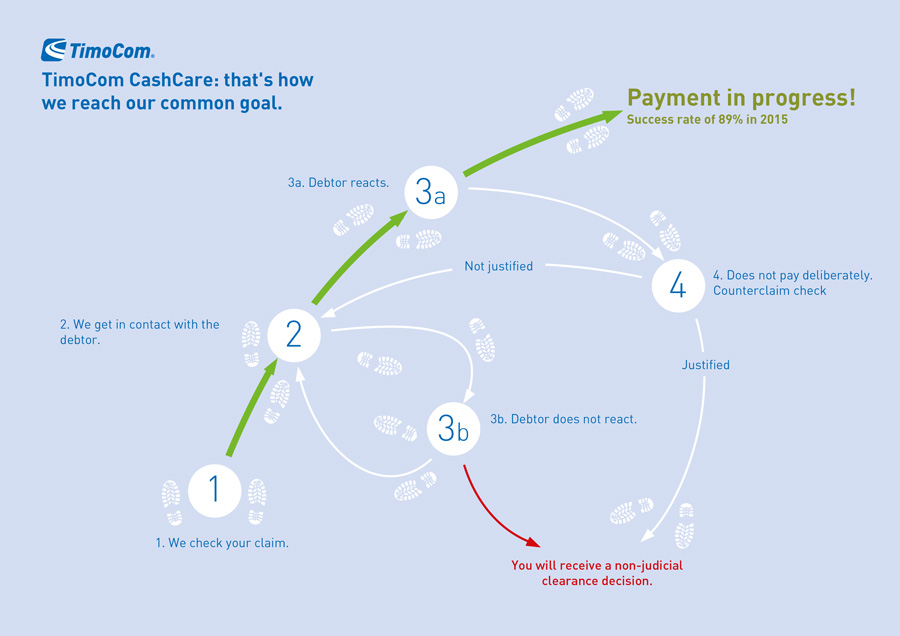 TimoCom®
TimoCom CashCare: that's how
we reach our common goal.
Payment in progress!
Success rate of 89% in 2015
3a. Debtor reacts.
3a
Not justified
4
4. Does not pay deliberately.
Counterclaim check
2. We get in contact with the
debtor.
2
Justified
3b
3b. Debtor does not react.
1
1. We check your claim.
You will receive a non-judicial
clearance decision.